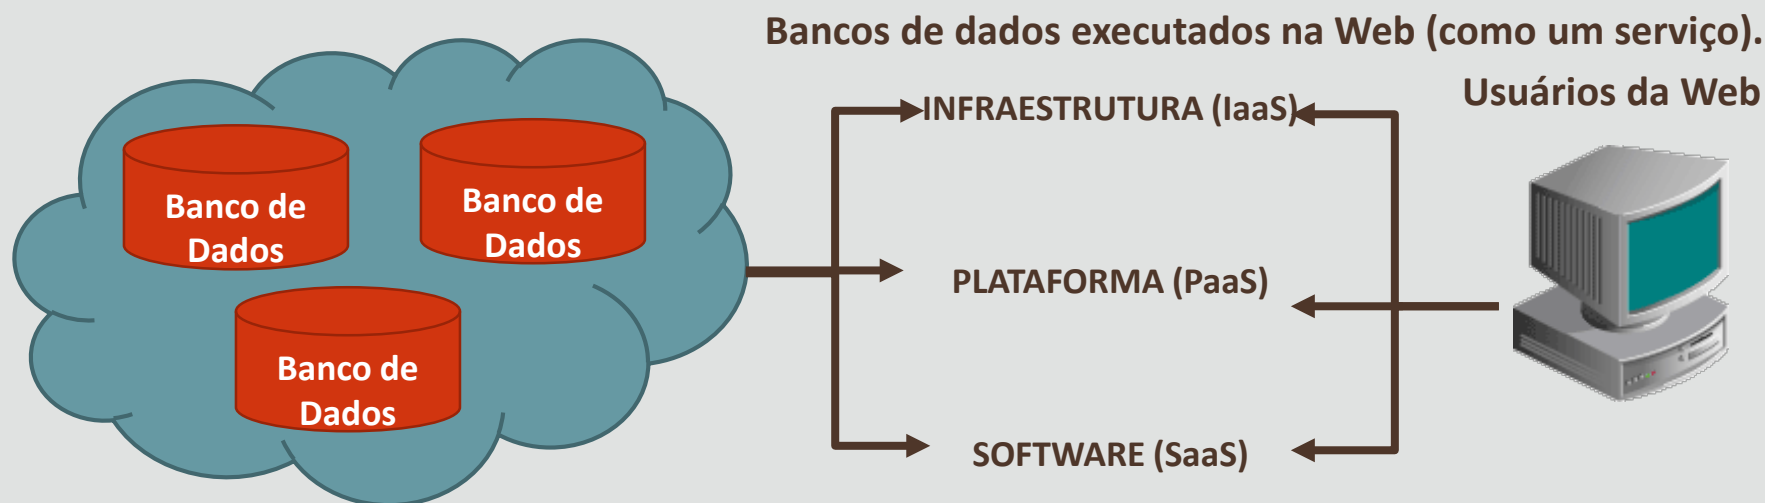 Bancos de dados executados na Web (como um serviço).
Usuários da Web
Banco de
Dados
Banco de
Dados
Banco de
Dados
INFRAESTRUTURA (IaaS)
PLATAFORMA (PaaS)
SOFTWARE (SaaS)